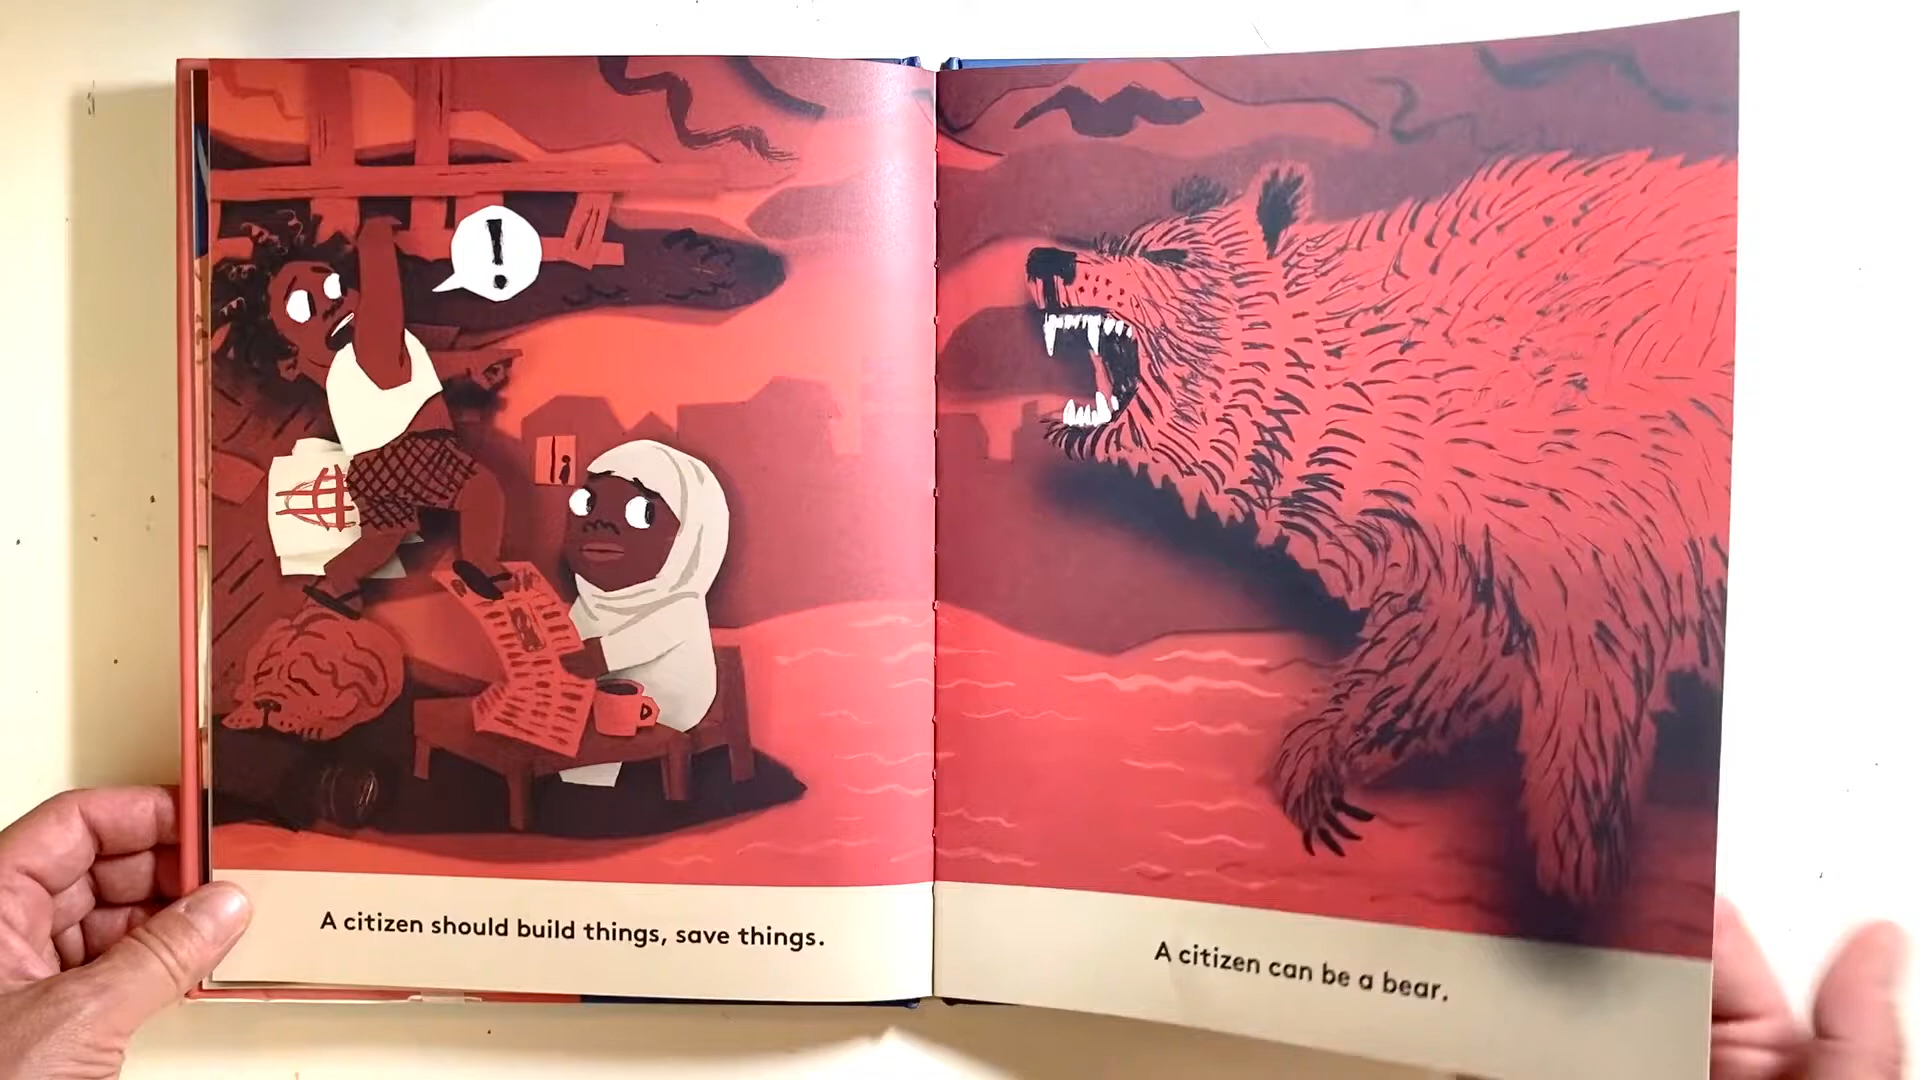 !
A citizen should build things, save things.
A citizen can be a bear.